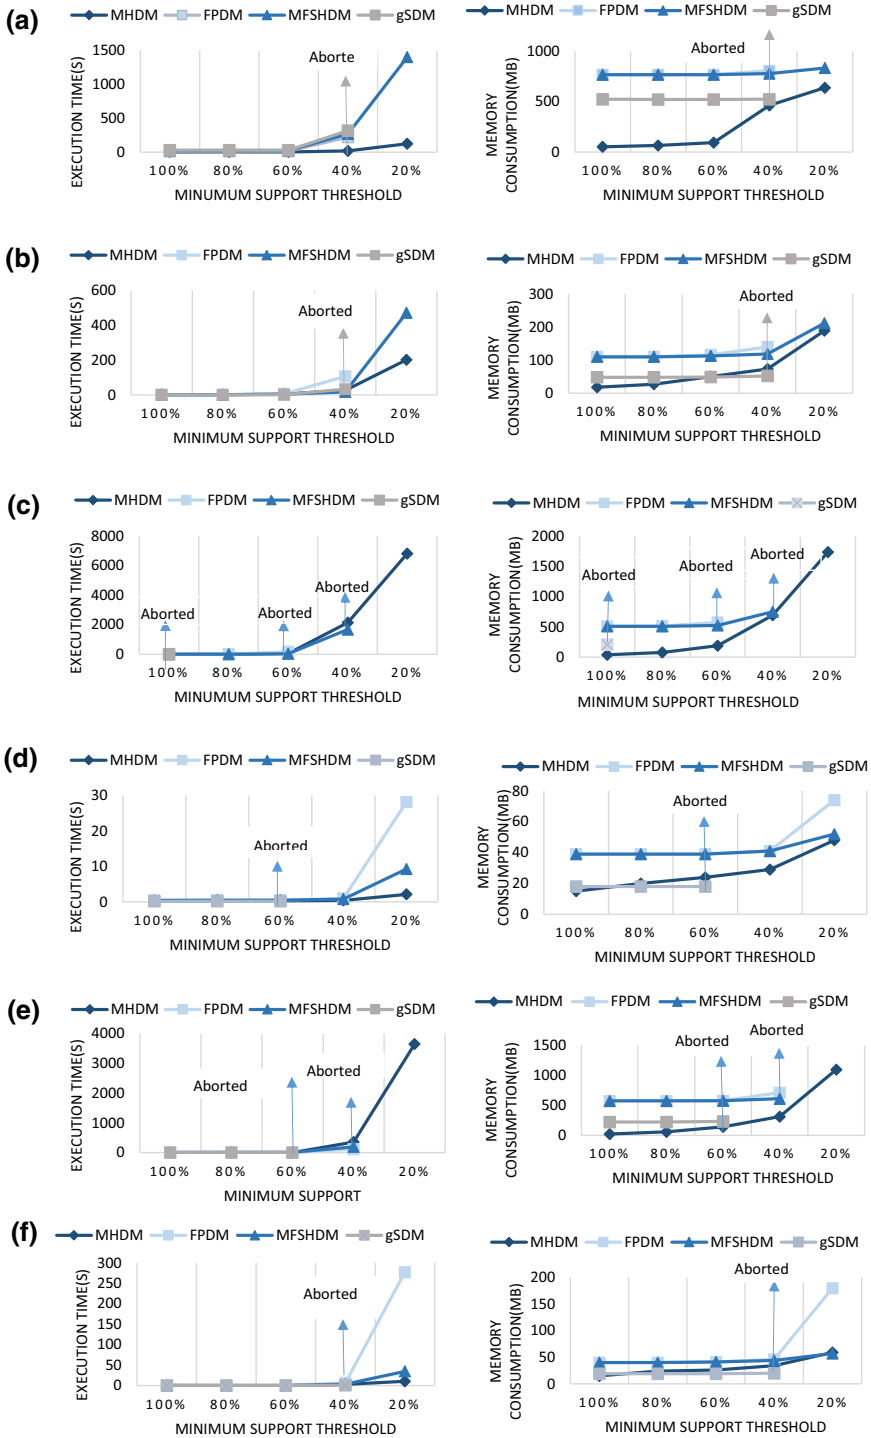 (a)
MHDM FPDM MFSHDM gSDM
EXECUTION TIME(S)
1500
1000
500
0
Aborte
100% 80% 60% 40% 20%
MINUMUM SUPPORT THRESHOLD
MHDM FPDM MFSHDM gSDM
MEMORY
CONSUMPTION(MB)
1000
500
0
Aborted
100% 80% 60% 40% 20%
MINIMUM SUPPORT THRESHOLD
(b)
MHDM FPDM MFSHDM gSDM
EXECUTION TIME(S)
600
400
200
0
Aborted
100% 80% 60% 40% 20%
MINIMUM SUPPORT THRESHOLD
MHDM FPDM MFSHDM gSDM
MEMORY
CONSUMPTION(MB)
300
200
100
0
Aborted
100% 80% 60% 40% 20%
MINIMUM SUPPORT THRESHOLD
(c)
MHDM FPDM MFSHDM gSDM
EXECUTION TIME(S)
8000
6000
4000
2000
0
Aborted Aborted Aborted
100% 80% 60% 40% 20%
MINUMUM SUPPORT THRESHOLD
MHDM FPDM MFSHDM gSDM
MEMORY
CONSUMPTION(MB)
2000
1500
1000
500
0
Aborted Aborted Aborted
100% 80% 60% 40% 20%
MINIMUM SUPPORT THRESHOLD
(d)
MHDM FPDM MFSHDM gSDM
EXECUTION TIME(S)
30
20
10
0
Aborted
100% 80% 60% 40% 20%
MINIMUM SUPPORT THRESHOLD
MHDM FPDM MFSHDM gSDM
MEMORY
CONSUMPTION(MB)
80
60
40
20
0
Aborted
100% 80% 60% 40% 20%
MINIMUM SUPPORT THRESHOLD
(e)
MHDM FPDM MFSHDM gSDM
EXECUTION TIME(S)
4000
3000
2000
1000
0
Aborted Aborted
100% 80% 60% 40% 20%
MINIMUM SUPPORT
MHDM FPDM MFSHDM gSDM
MEMORY
CONSUMPTION(MB)
1500
1000
500
0
Aborted Aborted
100% 80% 60% 40% 20%
MINIMUM SUPPORT THRESHOLD
(f)
MHDM FPDM MFSHDM gSDM
EXECUTION TIME(S)
300
250
200
150
100
50
0
Aborted
100% 80% 60% 40% 20%
MINIMUM SUPPORT THRESHOLD
MHDM FPDM MFSHDM gSDM
MEMORY
CONSUMPTION(MB)
200
150
100
50
0
Aborted
100% 80% 60% 40% 20%
MINIMUM SUPPORT THRESHOLD